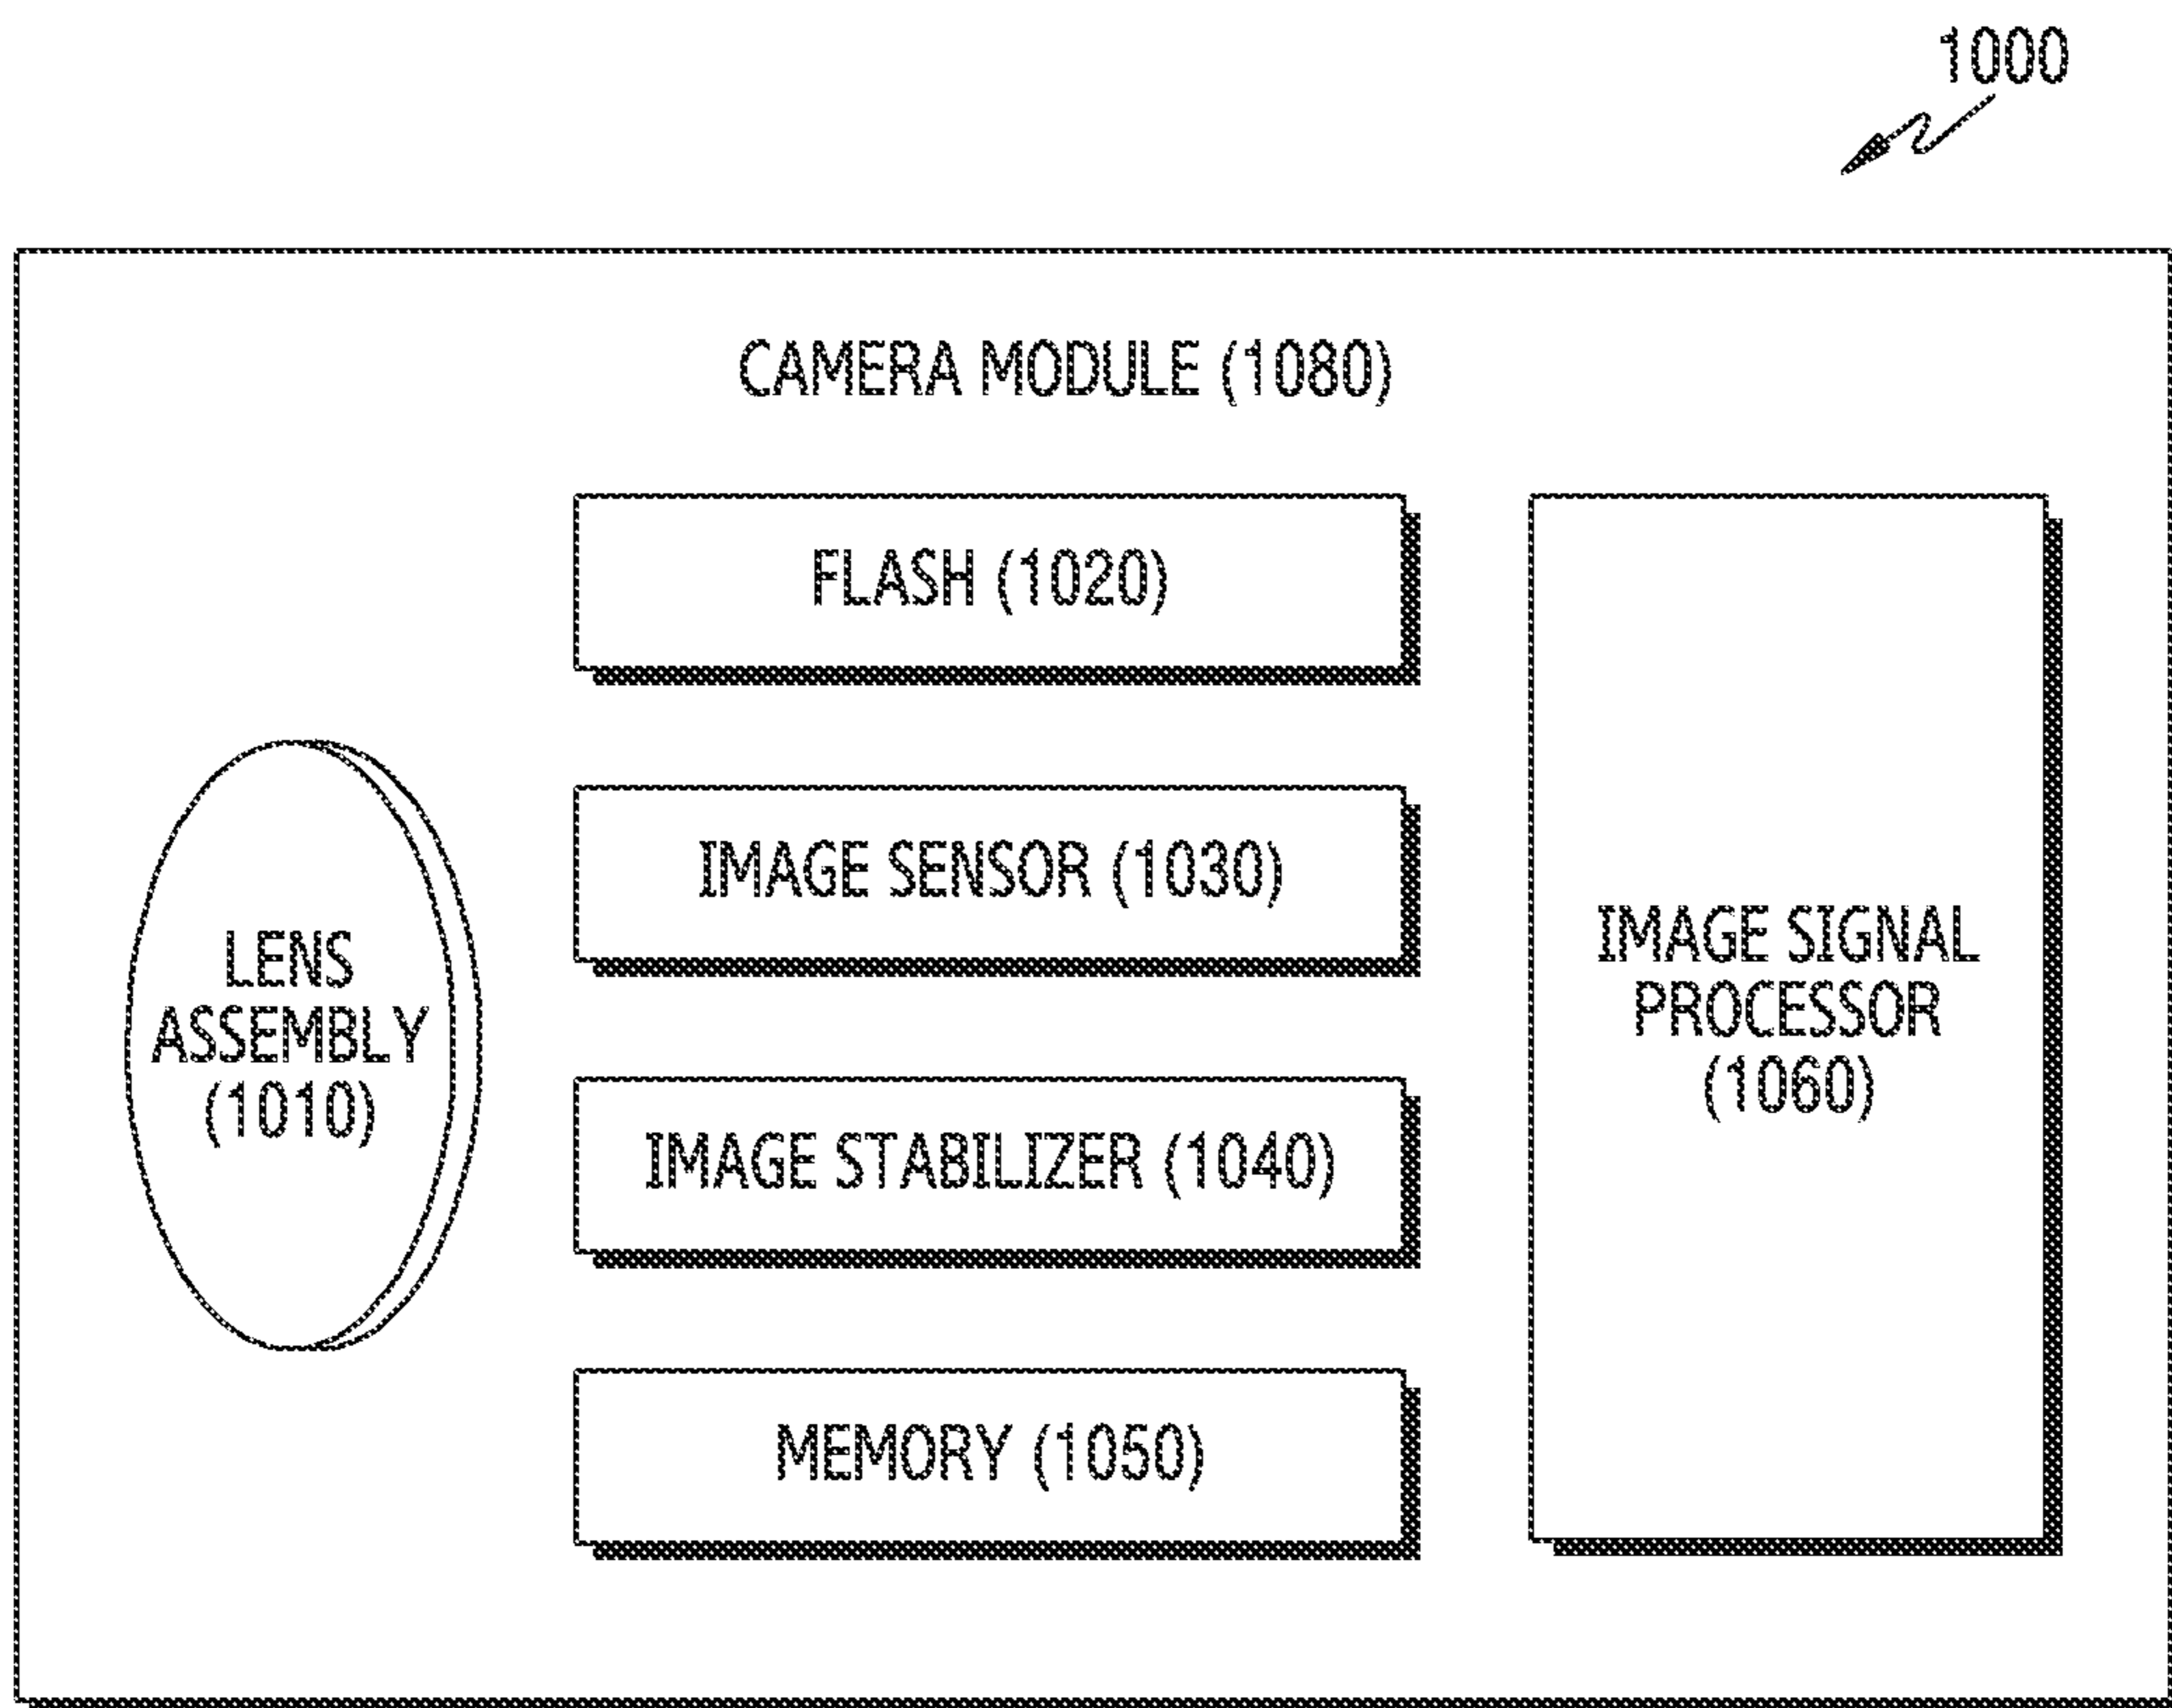 1000
CAMERA MODULE (1080)
FLASH (1020)
IMAGE SENSOR (1030)
IMAGE STABILIZER (1040)
MEMORY (1050)
LENS
ASSEMBLY
(1010)
IMAGE SIGNAL
PROCESSOR
(1060)